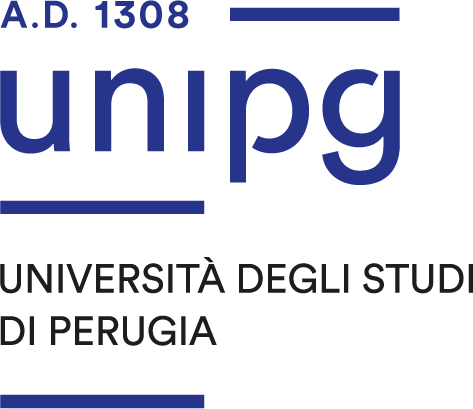 A.D. 1308
unipg
UNIVERSITÀ DEGLI STUDI
DI PERUGIA